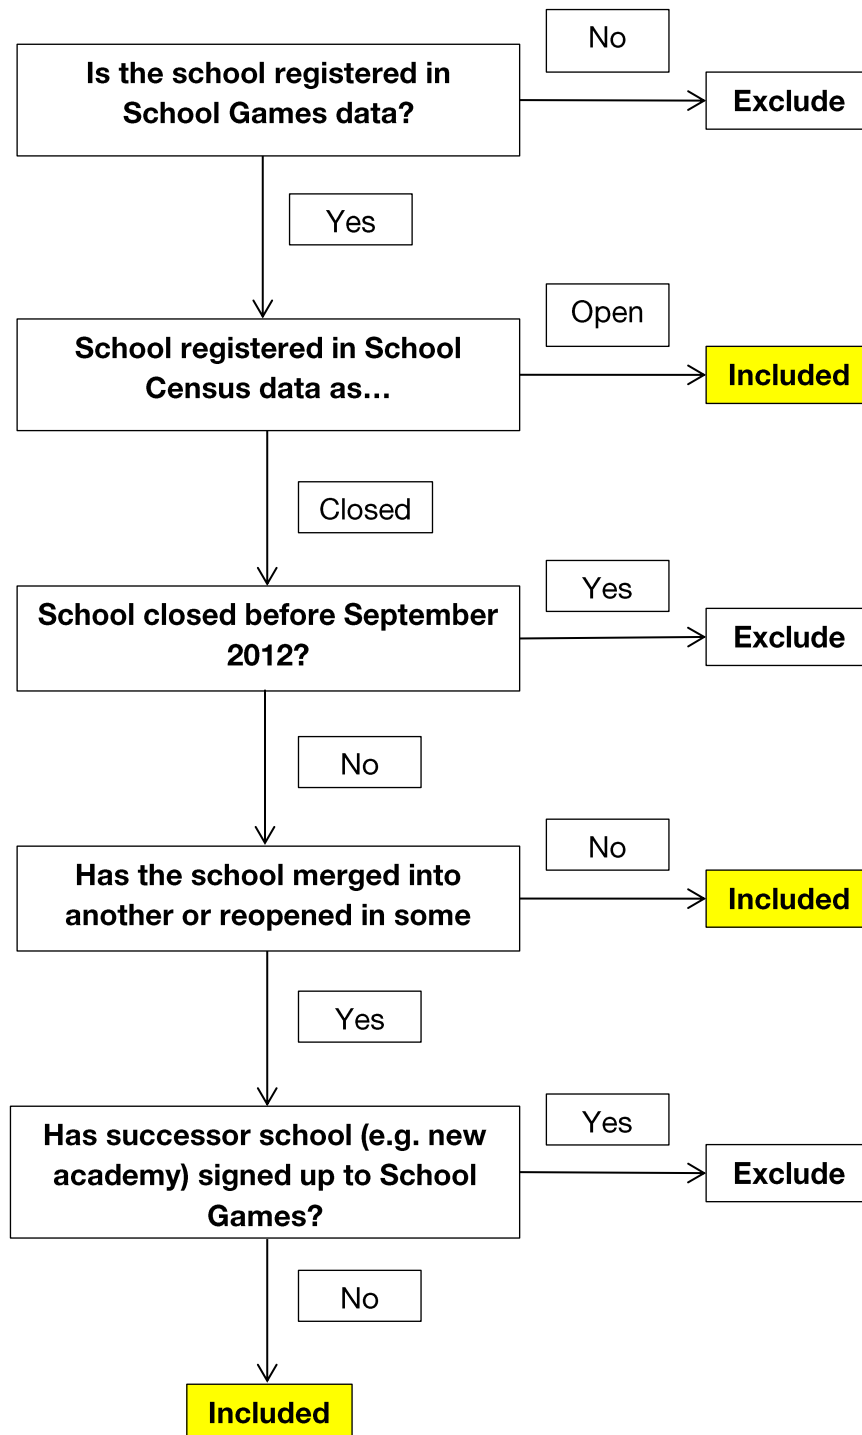 Is the school registered in
School Games data?
No
Exclude
Yes
School registered in School
Census data as…
Open
Included
Closed
School closed before September
2012?
Yes
Exclude
No
Has the school merged into
another or reopened in some
No
Included
Yes
Has successor school (e.g. new
academy) signed up to School
Games?
Yes
Exclude
No
Included